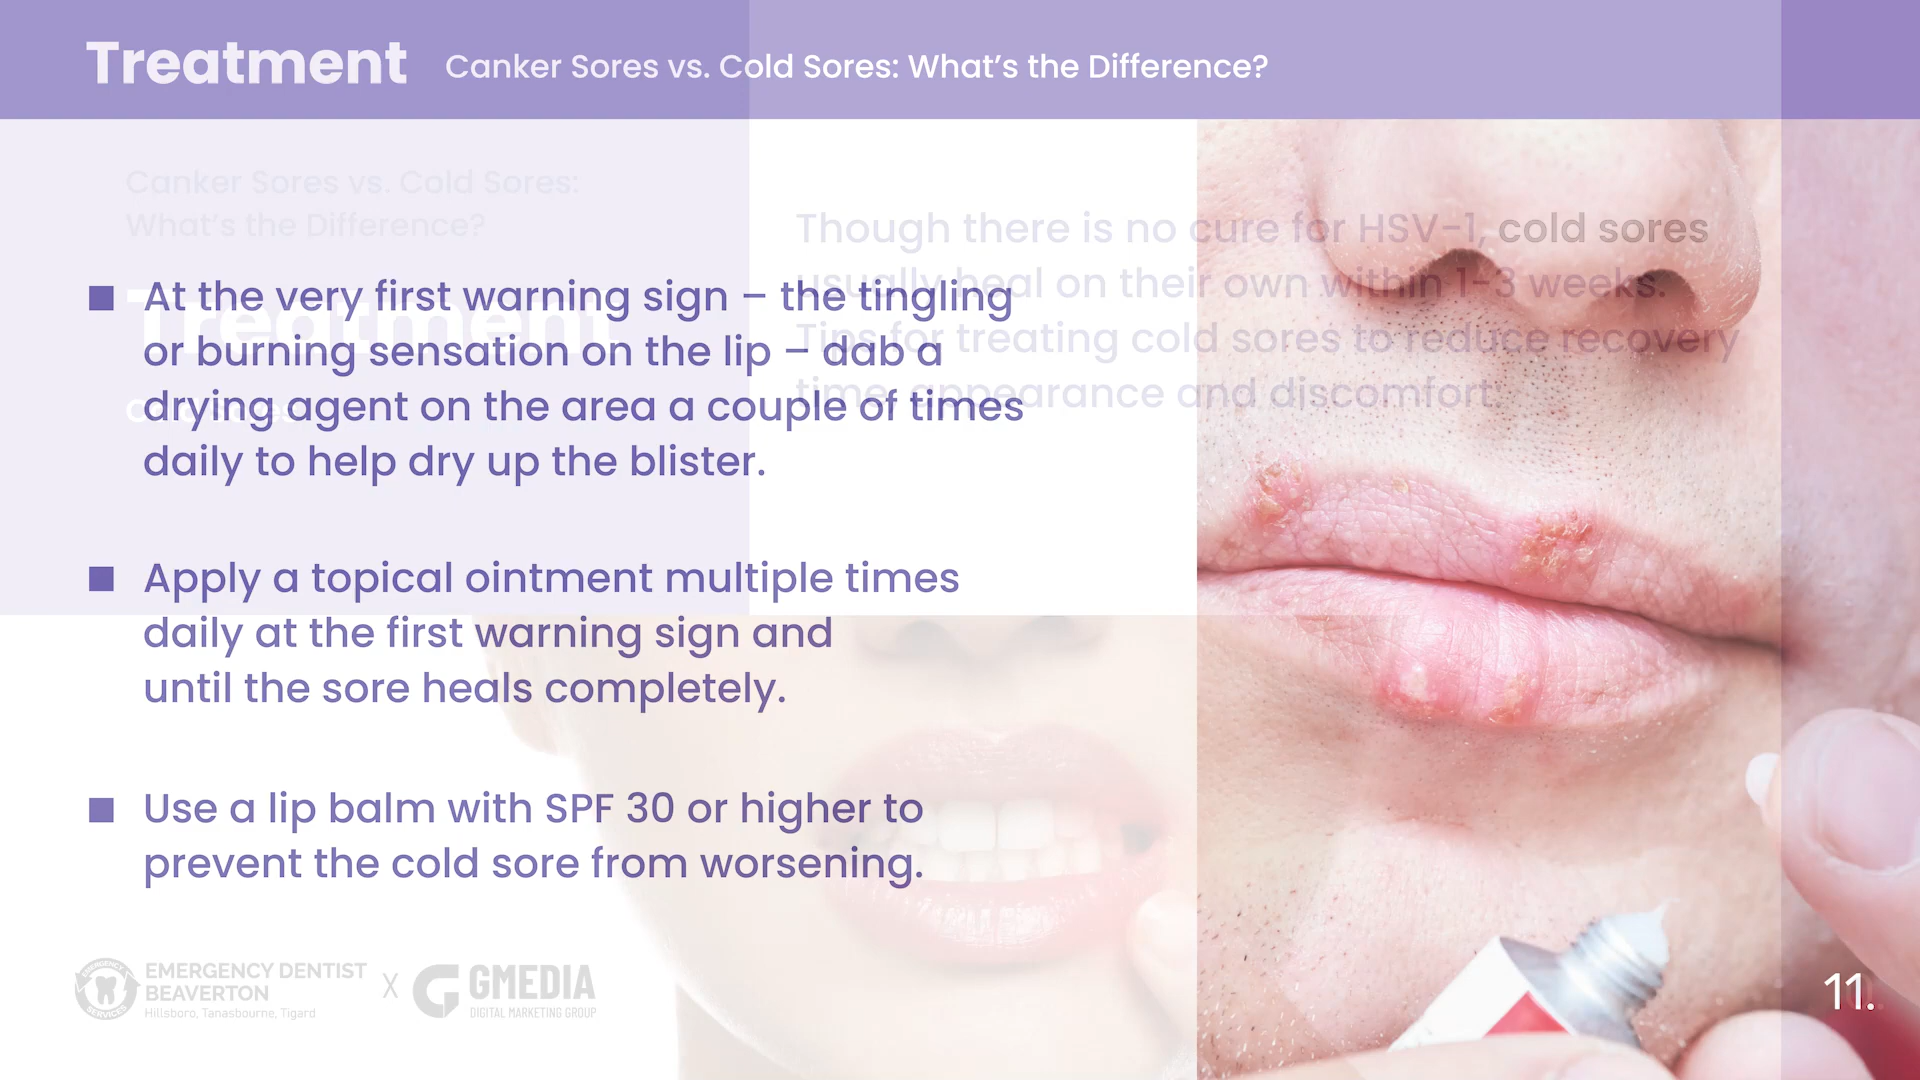 Treatment
Canker Sores vs. Cold Sores: What's the Difference?
Canker Sores vs. Cold Sores:
What's the Difference?
Treatment
Though there is no cure for HSV-1, cold sores
usually heal on their own within 1-3 weeks.
Tips for treating cold sores to reduce recovery
time, appearance and discomfort:
■ At the very first warning sign – the tingling
or burning sensation on the lip – dab a
drying agent on the area a couple of times
daily to help dry up the blister.
■ Apply a topical ointment multiple times
daily at the first warning sign and
until the sore heals completely.
■ Use a lip balm with SPF 30 or higher to
prevent the cold sore from worsening.
EMERGENCY
SERVICES
EMERGENCY DENTIST
BEAVERTON
Hillsboro, Tanasbourne, Tigard
X
GMEDIA
DIGITAL MARKETING GROUP
11.